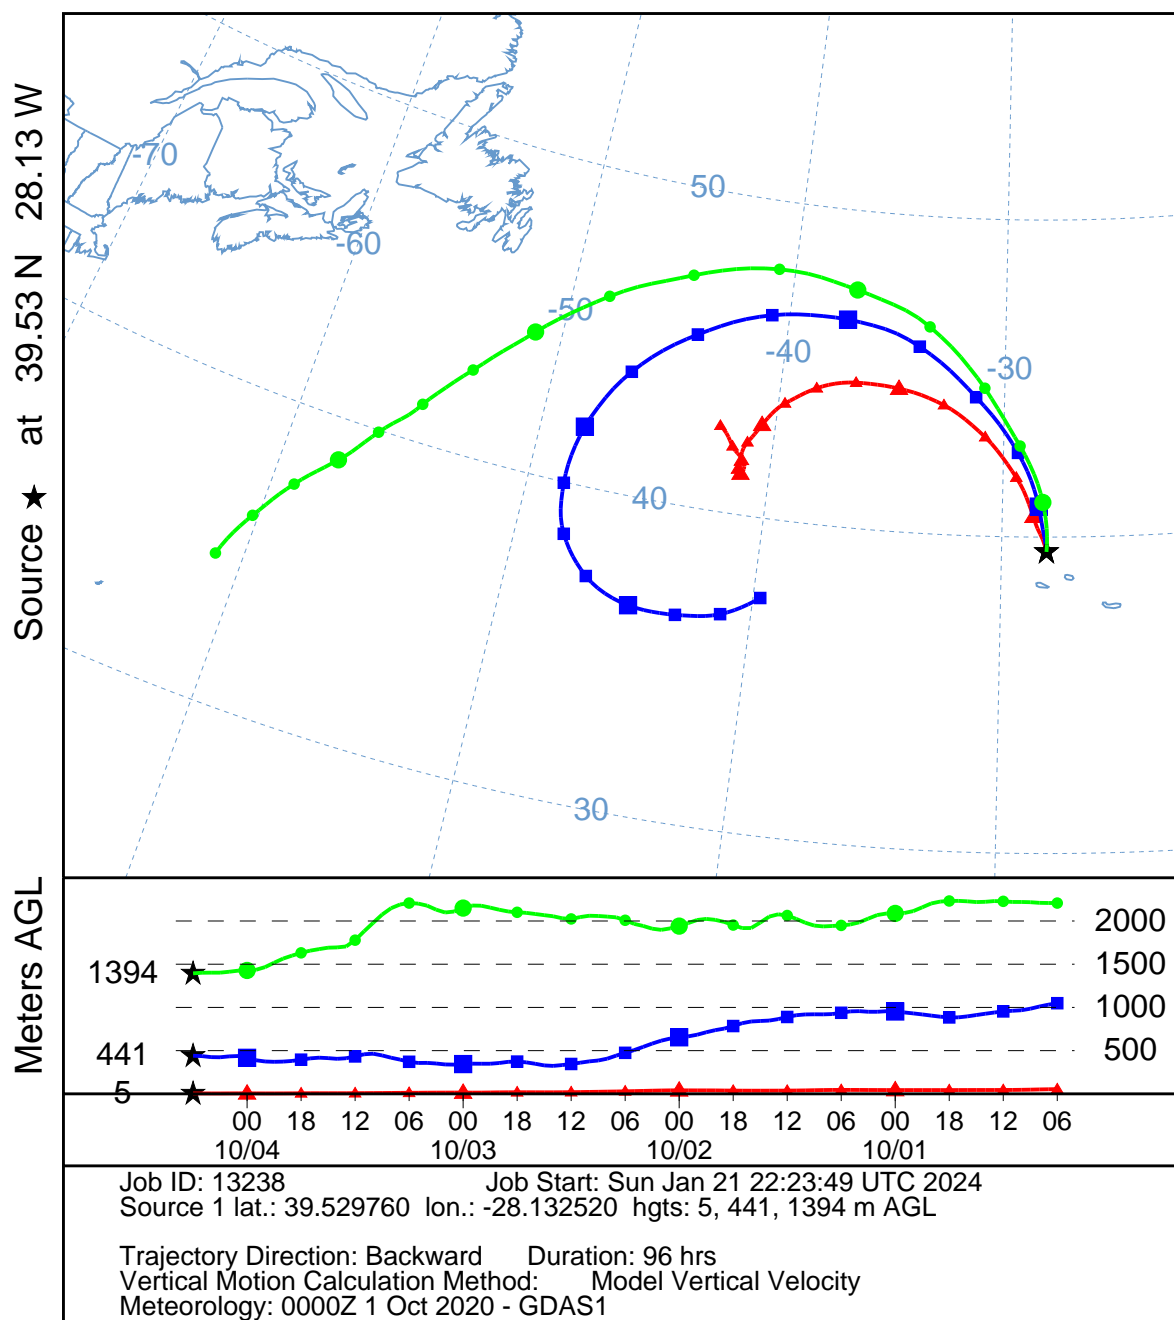 Source ★ at 39.53 N 28.13 W
-70
-60
50
-50
-40
-30
40
30
Meters AGL
1394
441
5
2000
1500
1000
500
00 18 12 06 00 18 12 06 00 18 12 06 00 18 12 06
10/04 10/03 10/02 10/01
Job ID: 13238 Job Start: Sun Jan 21 22:23:49 UTC 2024
Source 1 lat.: 39.529760 lon.: -28.132520 hgts: 5, 441, 1394 m AGL
Trajectory Direction: Backward Duration: 96 hrs
Vertical Motion Calculation Method: Model Vertical Velocity
Meteorology: 0000Z 1 Oct 2020 - GDAS1